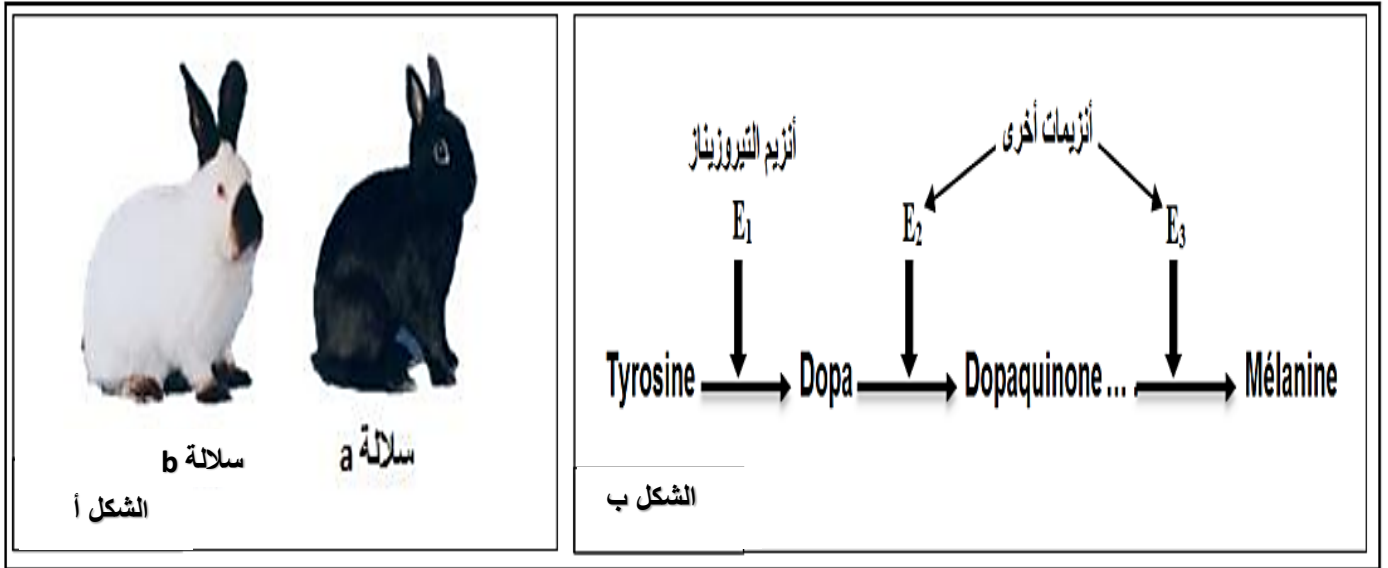 سلالة a
سلالة b
الشكل أ
أنزيمات أخرى
أنزيم التيروزيناز
E₁
E₂
E₃
Tyrosine
Dopa
Dopaquinone ... .
Mélanine
الشكل ب